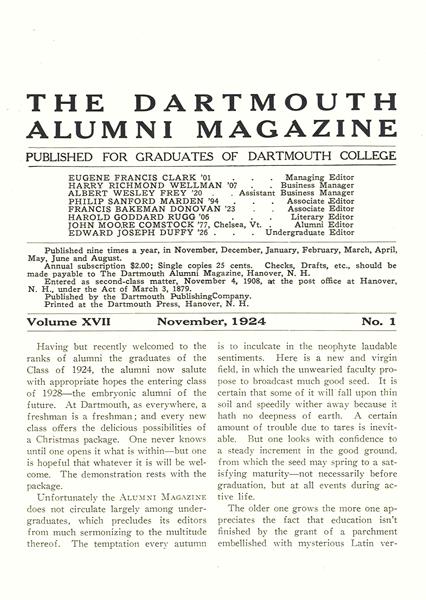 THE DARTMOUTH
ALUMNI MAGAZINE
PUBLISHED FOR GRADUATES OF DARTMOUTH COLLEGE
EUGENE FRANCIS CLARK '01 . . . Managing Editor
HARRY RICHMOND WELLMAN '07 . . Business Manager
ALBERT WESLEY FREY '20 . . Assistant Business Manager
PHILIP SANFORD MARDEN '94 . . . Associate Editor
FRANCIS BAKEMAN DONOVAN '23 . . Associate Editor
HAROLD GODDARD RUGG '06 . . . Literary Editor
JOHN MOORE COMSTOCK '77, Chelsea, Vt. . Alumni Editor
EDWARD JOSEPH DUFFY '26 . . . Undergraduate Editor
Published nine times a year, in November, December, January, February, March, April,
May, June and August.
Annual subscription $2.00; Single copies 25 cents. Checks, Drafts, etc., should be
made payable to The Dartmouth Alumni Magazine, Hanover, N. H.
Entered as second-class matter, November 4, 1908, at the post office at Hanover,
N. H., under the Act of March 3, 1879.
Published by the Dartmouth PublishingCompany.
Printed at the Dartmouth Press, Hanover, N. H.
Volume XVII November, 1924 No. 1
Having but recently welcomed to the
ranks of alumni the graduates of the
Class of 1924, the alumni now salute
with appropriate hopes the entering class
of 1928—the embryonic alumni of the
future. At Dartmouth, as everywhere, a
freshman is a freshman; and every new
class offers the delicious possibilities of
a Christmas package. One never knows
until one opens it what is within—but one
is hopeful that whatever it is will be wel-
come. The demonstration rests with the
package.
Unfortunately the ALUMNI MAGAZINE
does not circulate largely among under-
graduates, which precludes its editors
from much sermonizing to the multitude
thereof. The temptation every autumn
is to inculcate in the neophyte laudable
sentiments. Here is a new and virgin
field, in which the unwearied faculty pro-
pose to broadcast much good seed. It is
certain that some of it will fall upon thin
soil and speedily wither away because it
hath no deepness of earth. A certain
amount of trouble due to tares is inevit-
able. But one looks with confidence to
a steady increment in the good ground,
from which the seed may spring to a sat-
isfying maturity—not necessarily before
graduation, but at all events during ac-
tive life.
The older one grows the more one ap-
preciates the fact that education isn't
finished by the grant of a parchment
embellished with mysterious Latin ver-